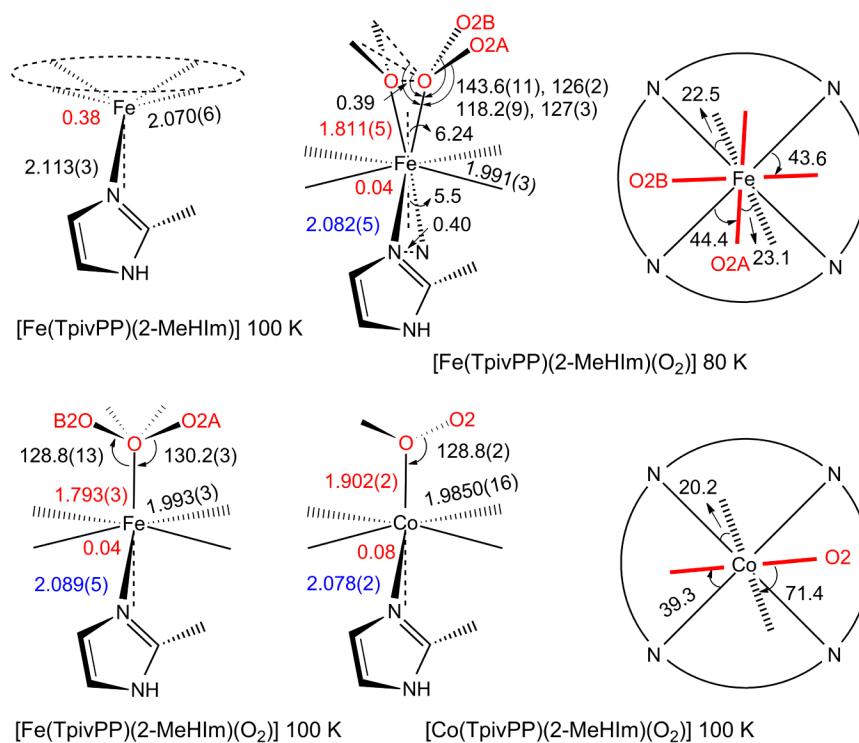 Fe
0.38
2.070(6)
2.113(3)
N
NH
[Fe(TpivPP)(2-MeHIm)] 100 K
O2B
O2A
O
O
0.39
143.6(11), 126(2)
118.2(9), 127(3)
1.811(5)
6.24
Fe
1.991(3)
0.04
5.5
2.082(5)
0.40
N
N
NH
N
N
22.5
43.6
O2B
Fe
44.4
O2A
23.1
N
N
[Fe(TpivPP)(2-MeHIm)(O2)] 80 K
B2O
O2A
O
128.8(13)
130.2(3)
1.793(3)
1.993(3)
Fe
0.04
2.089(5)
N
NH
[Fe(TpivPP)(2-MeHIm)(O2)] 100 K
O2
O
128.8(2)
1.902(2)
1.9850(16)
Co
0.08
2.078(2)
N
NH
N
N
20.2
O2
Co
39.3
71.4
N
N
[Co(TpivPP)(2-MeHIm)(O2)] 100 K